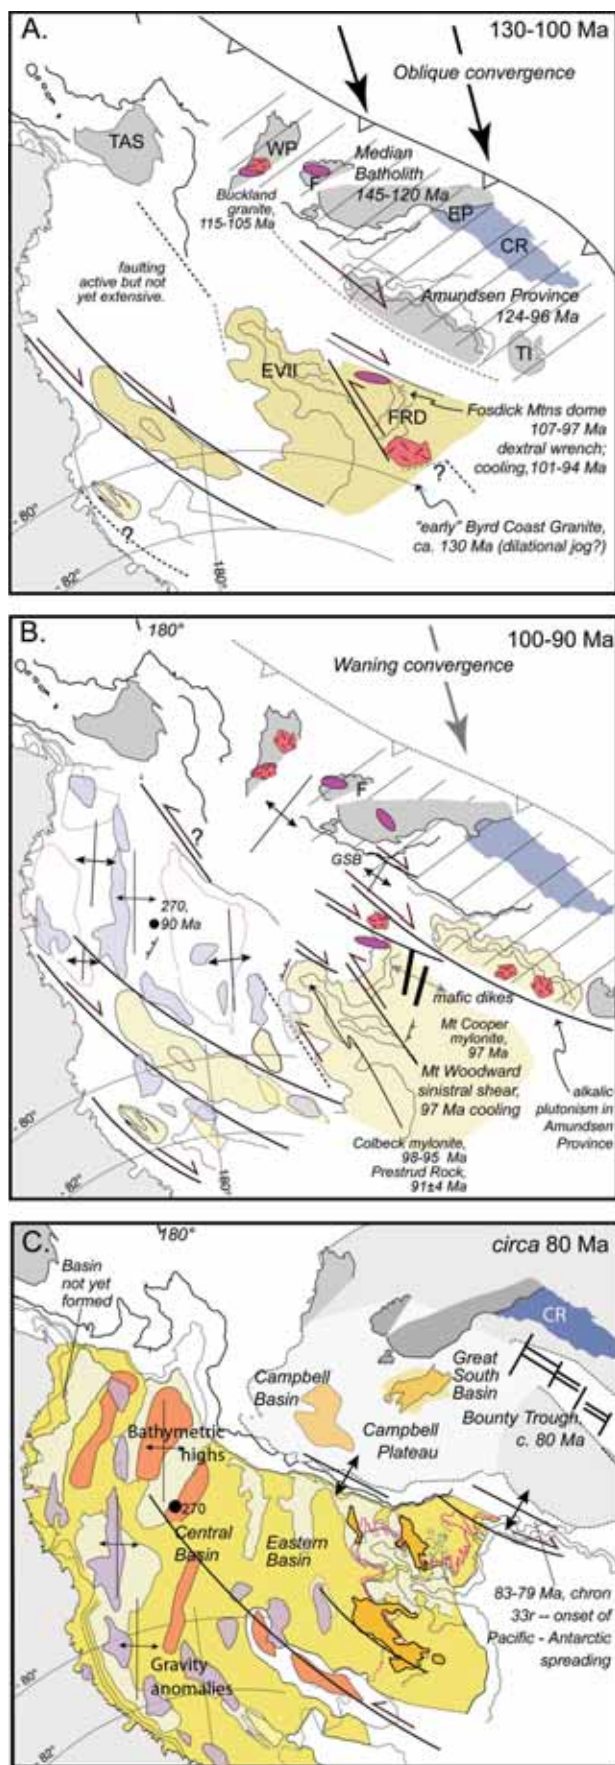 A.
130-100 Ma
Oblique convergence
TAS
WP
Median
Batholith
145-120 Ma
F
Buckland
granite,
115-105 Ma
EP
CR
faulting
active but not
yet extensive.
Amundsen Province
124-96 Ma
TI
EVII
FRD
Fosdick Mtns dome
107-97 Ma
dextral wrench;
cooling,101-94 Ma
?
"early" Byrd Coast Granite,
ca. 130 Ma (dilational jog?)
?
80°
82°
180°
B.
180°
100-90 Ma
Waning convergence
F
?
GSB
270,
90 Ma
mafic dikes
Mt Cooper
mylonite,
97 Ma
Mt Woodward
sinistral shear,
97 Ma cooling
alkalic
plutonism in
Amundsen
Province
Colbeck mylonite,
98-95 Ma
Prestrud Rock,
91±4 Ma
80°
82°
180°
C.
180°
circa 80 Ma
Basin
not yet
formed
CR
Campbell
Basin
Great
South
Basin
Bathymetric
highs
Campbell
Plateau
Bounty Trough,
c. 80 Ma
270
Central
Basin
Eastern
Basin
83-79 Ma, chron
33r -- onset of
Pacific - Antarctic
spreading
Gravity
anomalies
80°
82°